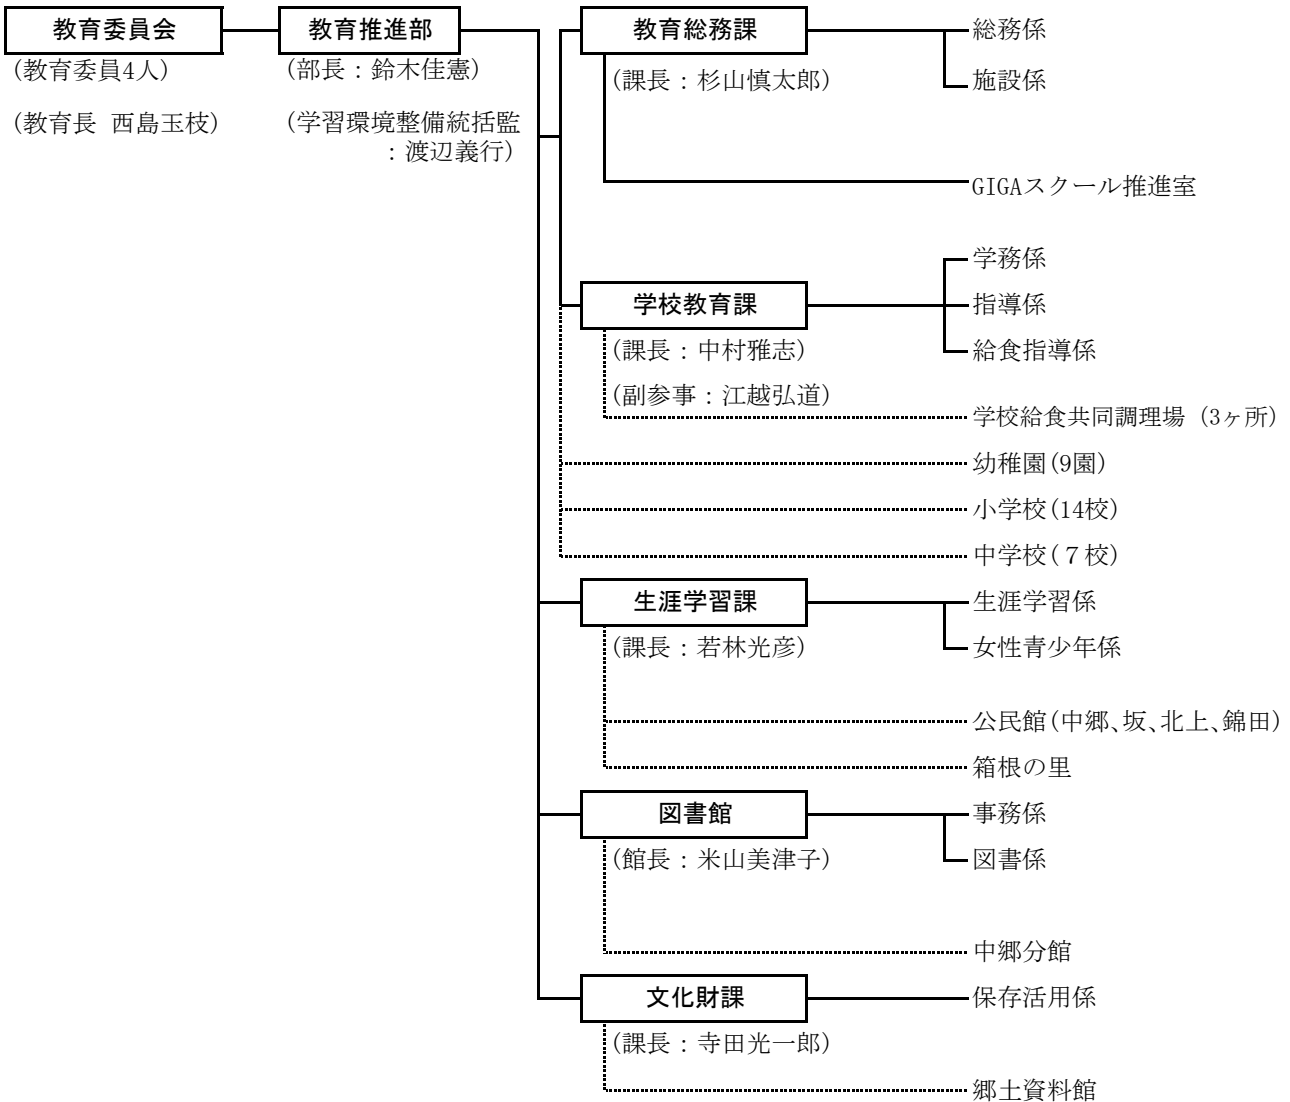 教育委員会
(教育委員4人)
(教育長 西島玉枝)
教育推進部
(部長：鈴木佳憲)
(学習環境整備統括監
：渡辺義行)
教育総務課
(課長：杉山慎太郎)
総務係
施設係
GIGAスクール推進室
学校教育課
(課長：中村雅志)
(副参事：江越弘道)
学務係
指導係
給食指導係
学校給食共同調理場 (3ヶ所)
幼稚園(9園)
小学校(14校)
中学校(７校)
生涯学習課
(課長：若林光彦)
生涯学習係
女性青少年係
公民館(中郷、坂、北上、錦田)
箱根の里
図書館
(館長：米山美津子)
事務係
図書係
中郷分館
文化財課
(課長：寺田光一郎)
保存活用係
郷土資料館